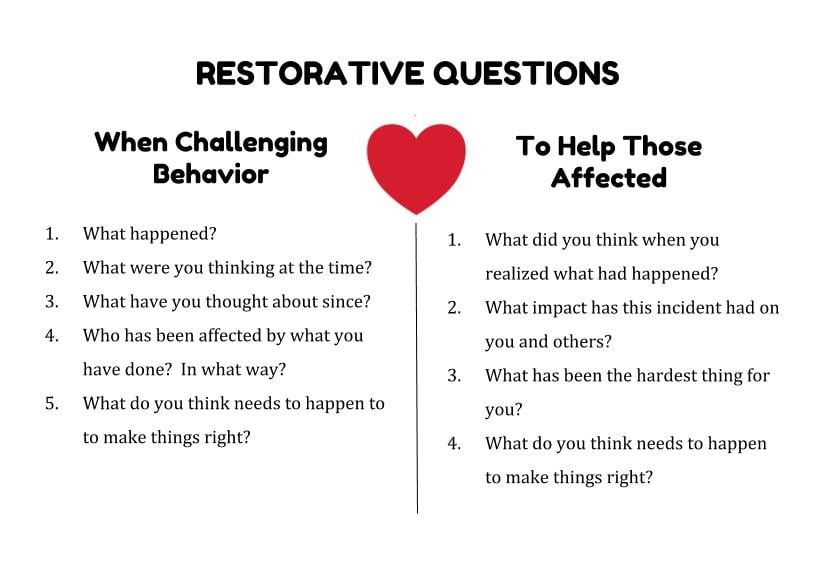 RESTORATIVE QUESTIONS
When Challenging
Behavior
1. What happened?
2. What were you thinking at the time?
3. What have you thought about since?
4. Who has been affected by what you
have done?  In what way?
5. What do you think needs to happen to
to make things right?
To Help Those
Affected
1. What did you think when you
realized what had happened?
2. What impact has this incident had on
you and others?
3. What has been the hardest thing for
you?
4. What do you think needs to happen
to make things right?